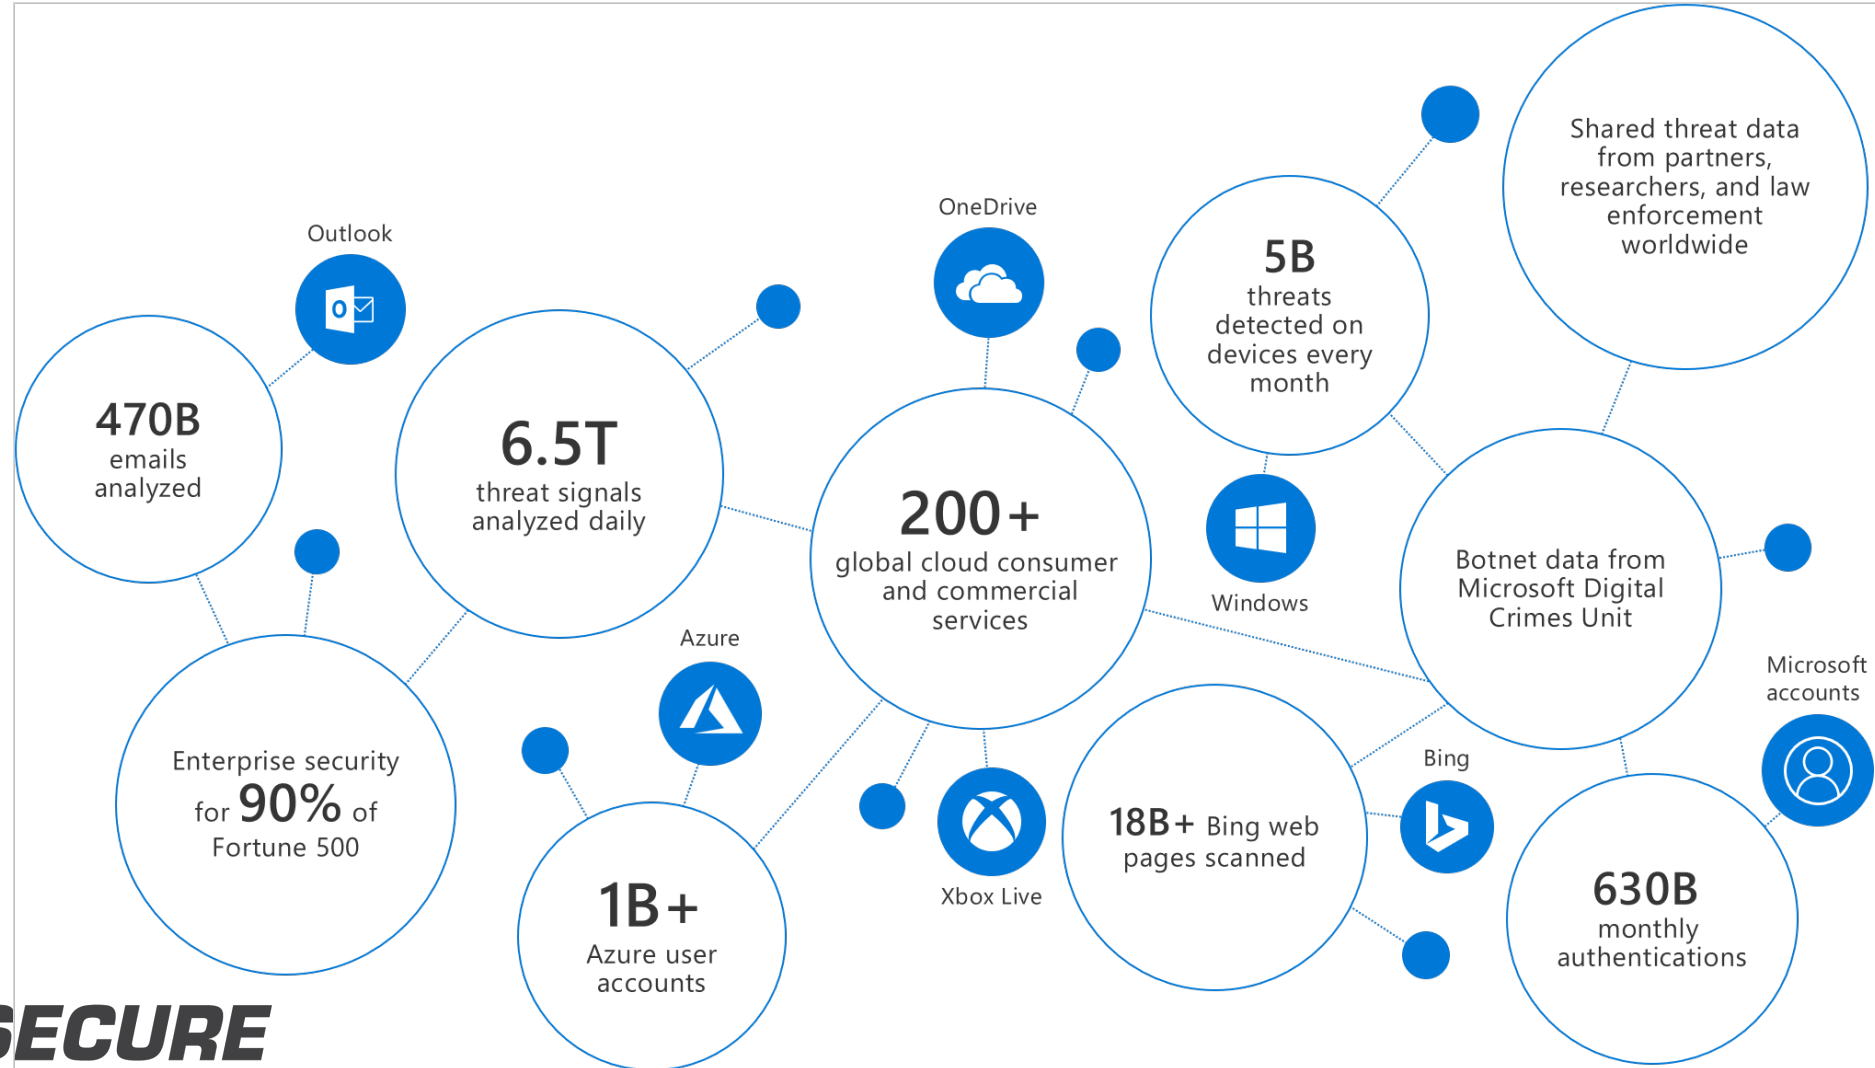 Outlook
470B
emails
analyzed
6.5T
threat signals
analyzed daily
Enterprise security
for 90% of
Fortune 500
Azure
1B+
Azure user
accounts
OneDrive
200+
global cloud consumer
and commercial
services
Xbox Live
5B
threats
detected on
devices every
month
Windows
Shared threat data
from partners,
researchers, and law
enforcement
worldwide
Botnet data from
Microsoft Digital
Crimes Unit
18B+ Bing web
pages scanned
Bing
Microsoft
accounts
630B
monthly
authentications
SECURE